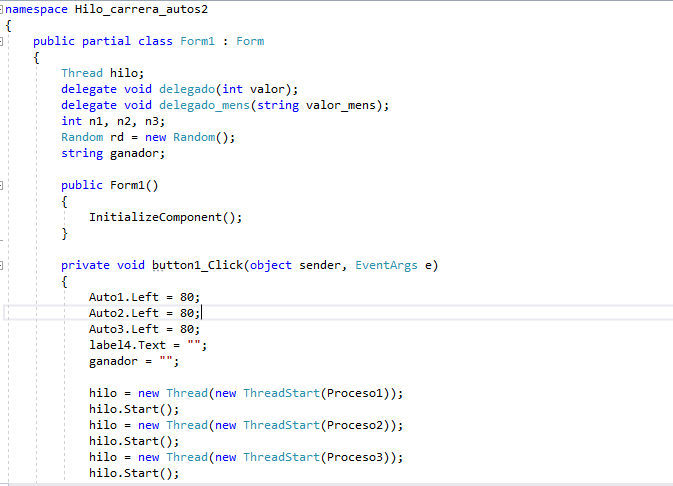 namespace Hilo_carrera_autos2
{
public partial class Form1 : Form
{
Thread hilo;
delegate void delegado(int valor);
delegate void delegado_mens(string valor_mens);
int n1, n2, n3;
Random rd = new Random();
string ganador;
public Form1()
{
InitializeComponent();
}
private void button1_Click(object sender, EventArgs e)
{
Auto1.Left = 80;
Auto2.Left = 80;
Auto3.Left = 80;
label4.Text = "";
ganador = "";
hilo = new Thread(new ThreadStart(Proceso1));
hilo.Start();
hilo = new Thread(new ThreadStart(Proceso2));
hilo.Start();
hilo = new Thread(new ThreadStart(Proceso3));
hilo.Start();